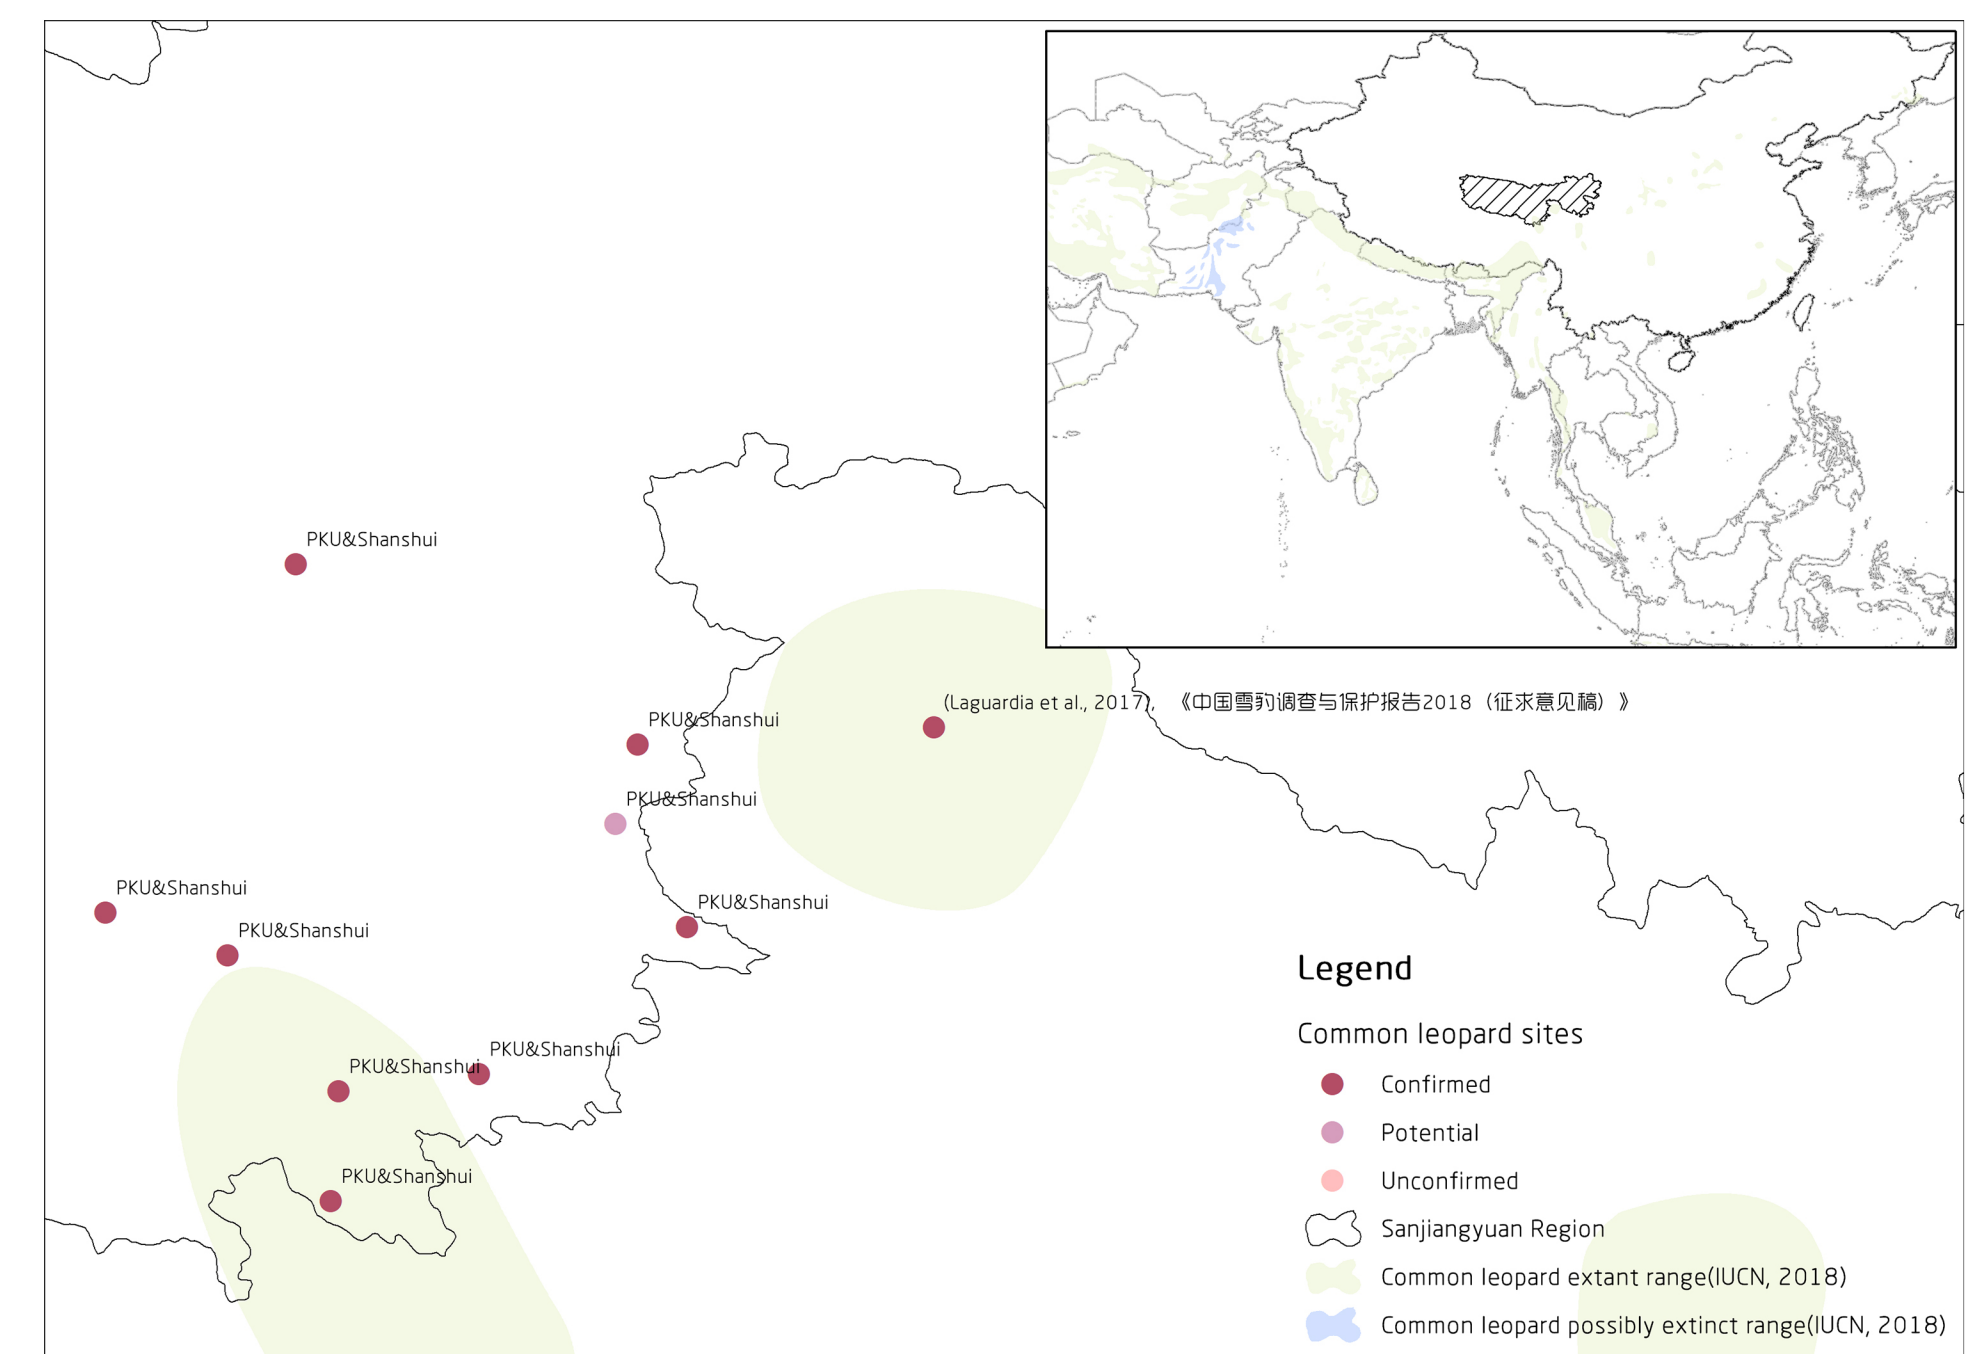 PKU&Shanshui
(Laguardia et al., 2017), 《中国雪豹调查与保护报告2018（征求意见稿）》
PKU&Shanshui
PKU&Shanshui
PKU&Shanshui
PKU&Shanshui
PKU&Shanshui
PKU&Shanshui
PKU&Shanshui
PKU&Shanshui
Legend
Common leopard sites
Confirmed
Potential
Unconfirmed
Sanjiangyuan Region
Common leopard extant range(IUCN, 2018)
Common leopard possibly extinct range(IUCN, 2018)